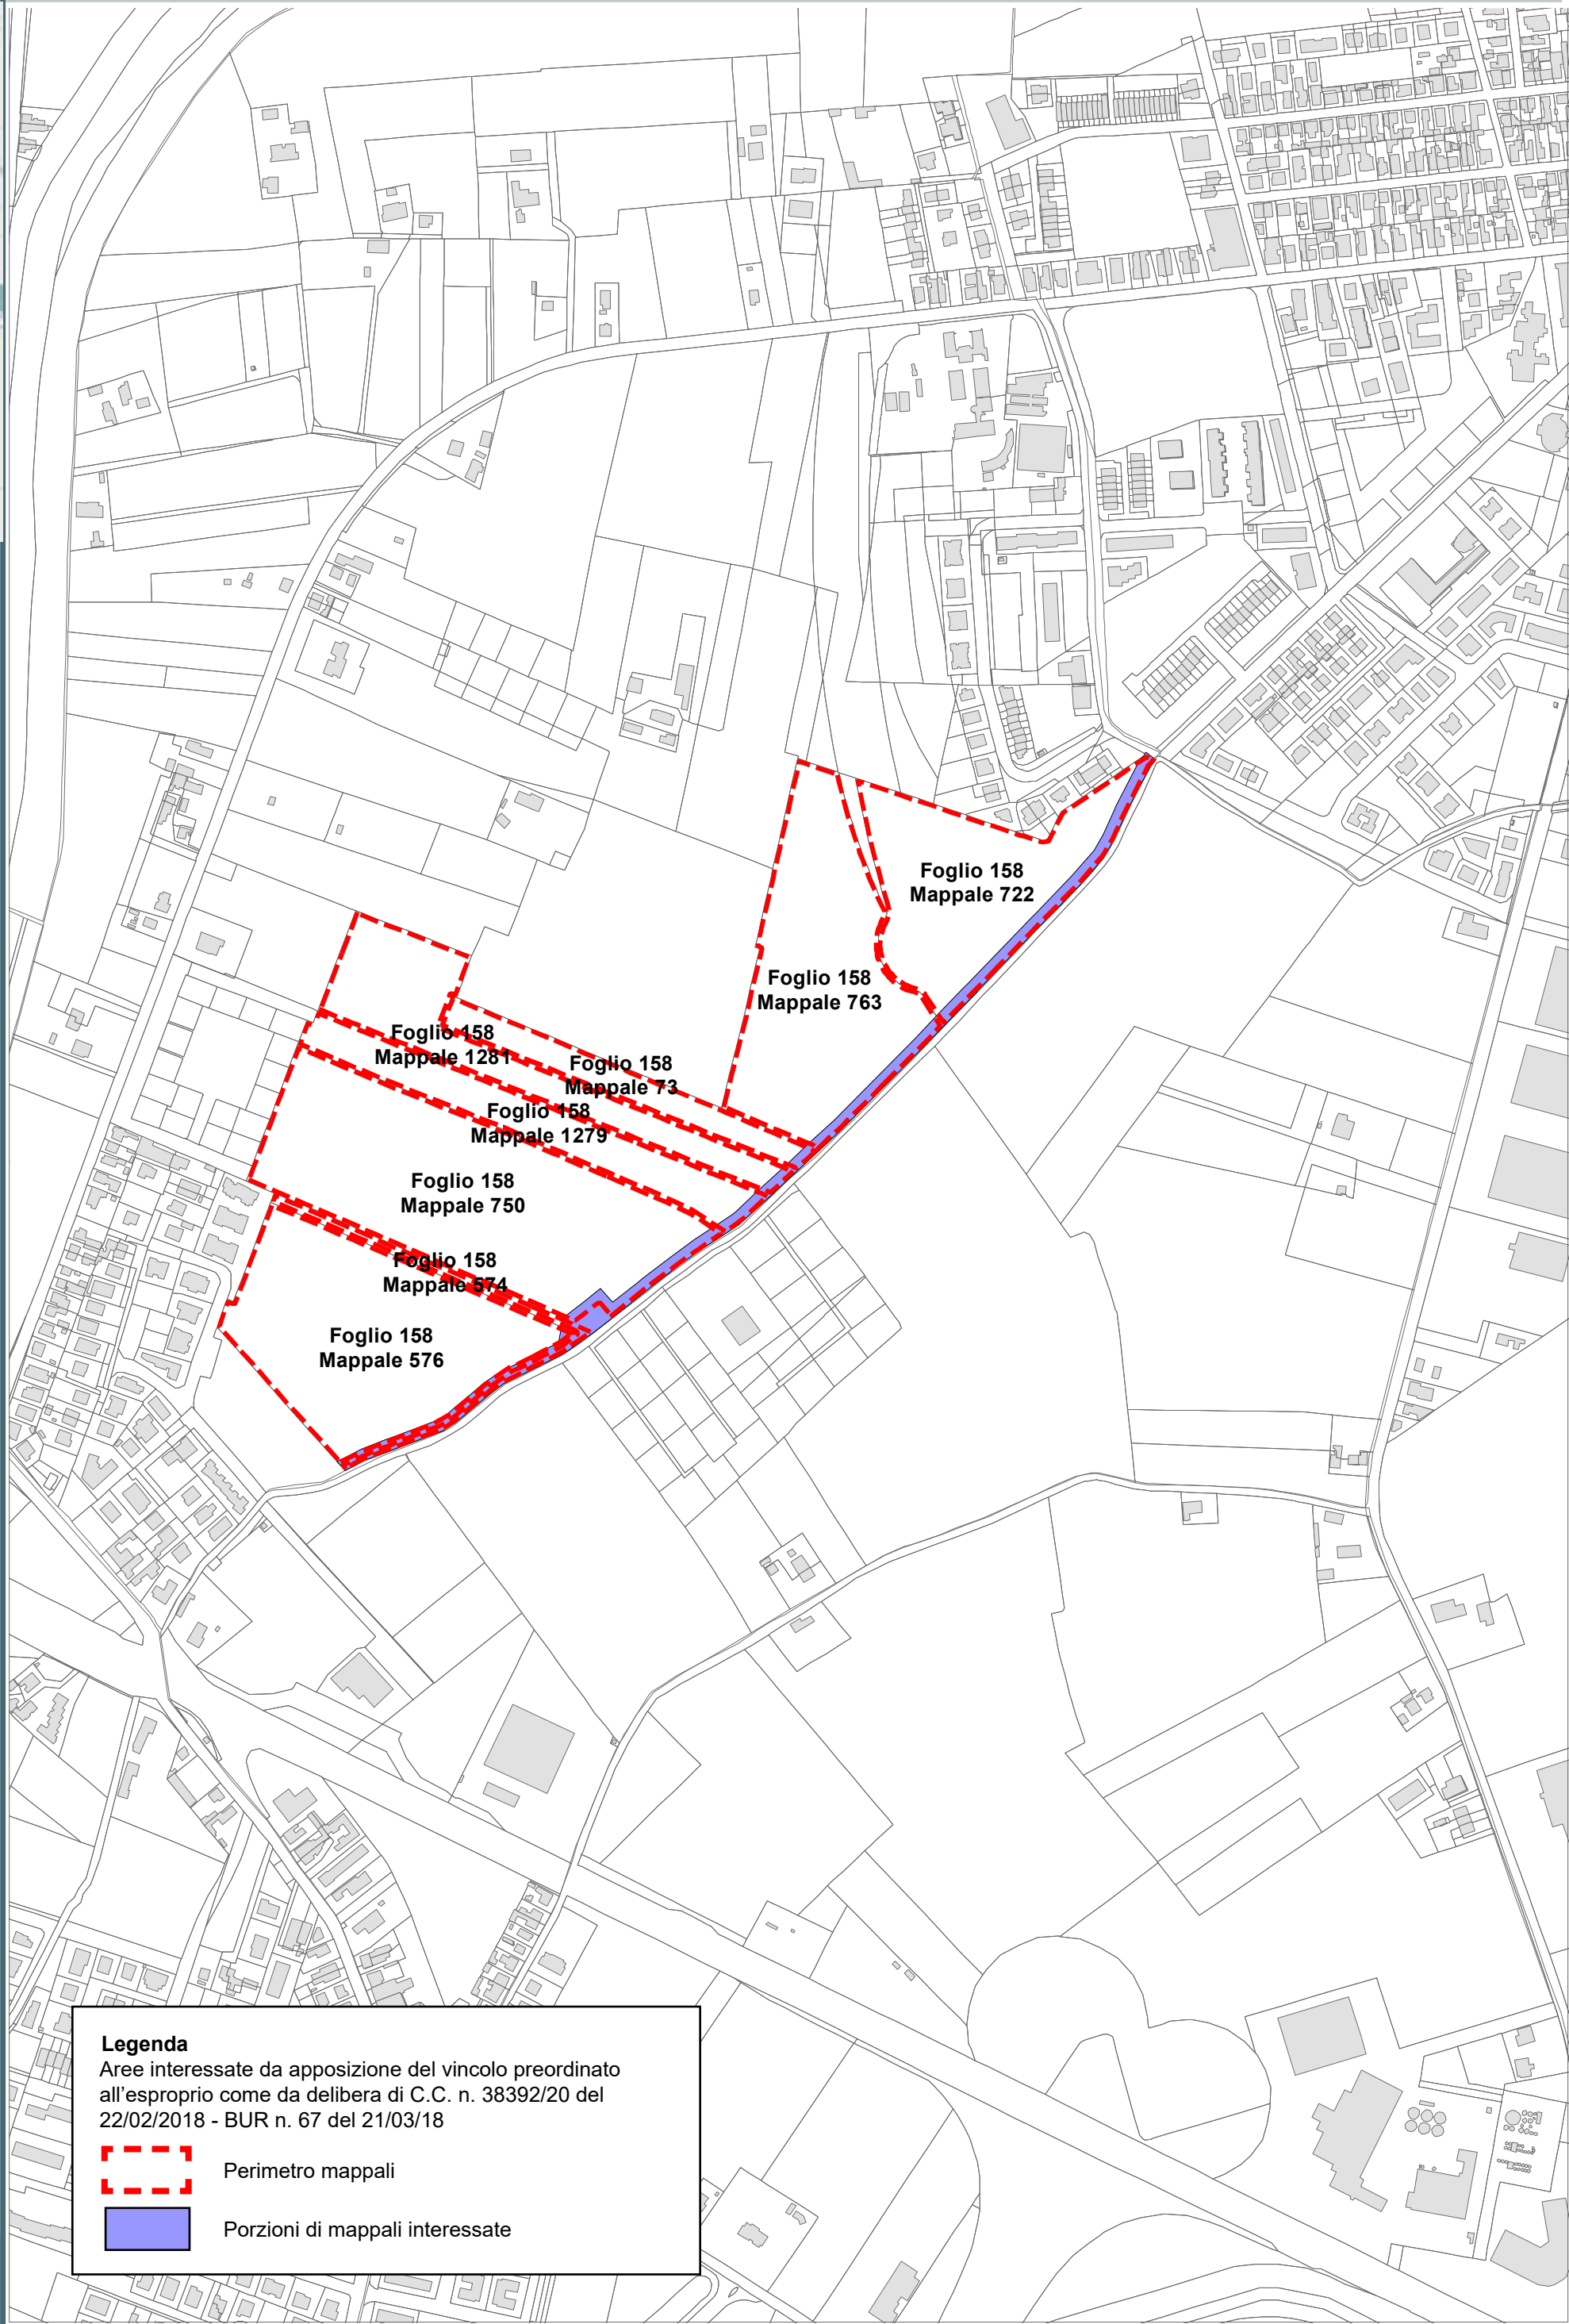 Foglio 158
Mappale 722
Foglio 158
Mappale 763
Foglio 158
Mappale 1281
Foglio 158
Mappale 73
Foglio 158
Mappale 1279
Foglio 158
Mappale 750
Foglio 158
Mappale 574
Foglio 158
Mappale 576
Legenda
Aree interessate da apposizione del vincolo preordinato
all'esproprio come da delibera di C.C. n. 38392/20 del
22/02/2018 - BUR n. 67 del 21/03/18
Perimetro mappali
Porzioni di mappali interessate